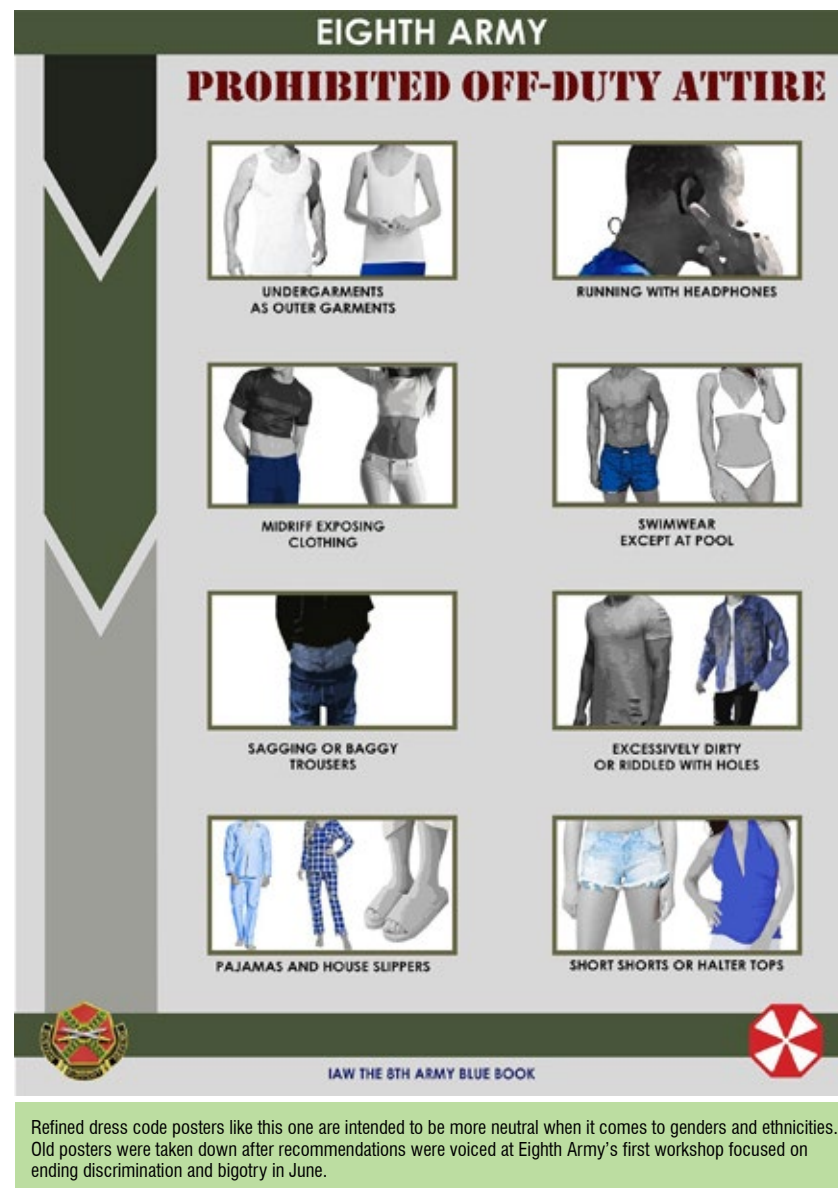 EIGHTH ARMY
PROHIBITED OFF-DUTY ATTIRE
UNDERGARMENTS
AS OUTER GARMENTS
RUNNING WITH HEADPHONES
MIDRIFF EXPOSING
CLOTHING
SWIMWEAR
EXCEPT AT POOL
SAGGING OR BAGGY
TROUSERS
EXCESSIVELY DIRTY
OR RIDDLED WITH HOLES
PAJAMAS AND HOUSE SLIPPERS
SHORT SHORTS OR HALTER TOPS
IAW THE 8TH ARMY BLUE BOOK
Refined dress code posters like this one are intended to be more neutral when it comes to genders and ethnicities.
Old posters were taken down after recommendations were voiced at Eighth Army's first workshop focused on
ending discrimination and bigotry in June.